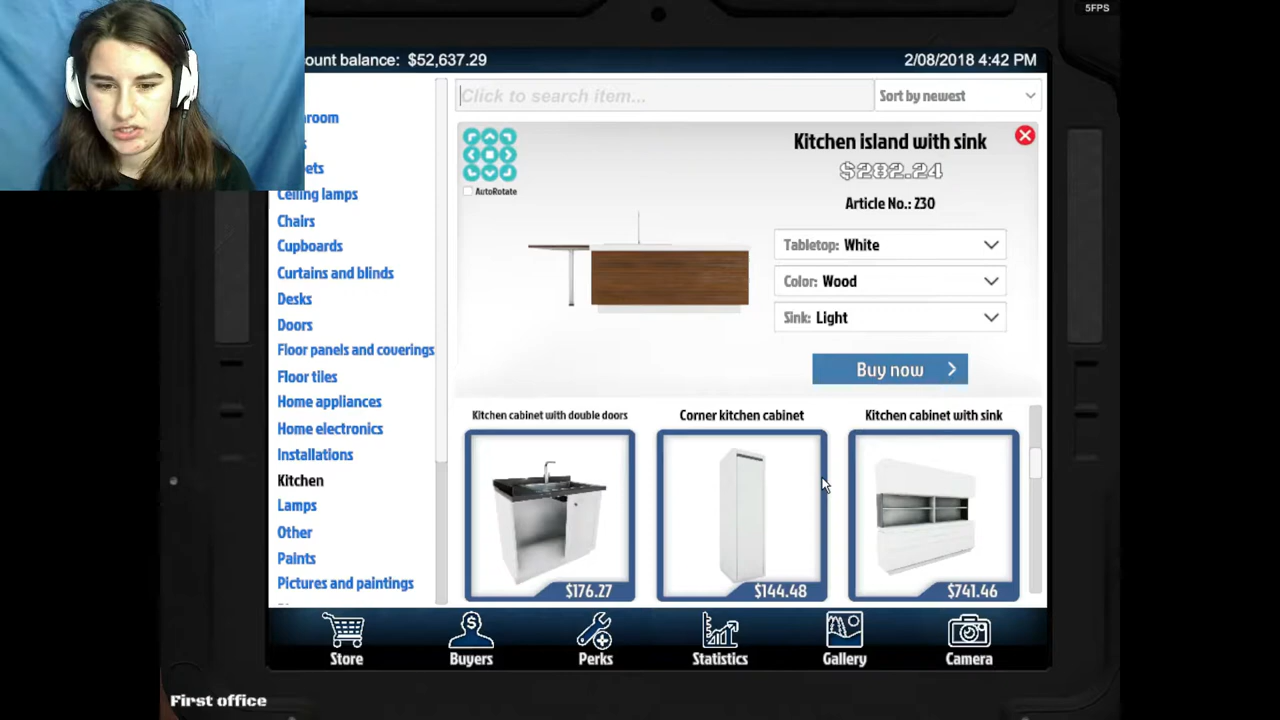 5FPS
ount balance: $52,637.29
2/08/2018 4:42 PM
Click to search item...
Sort by newest
Kitchen island with sink
$282.24
Article No.: 230
AutoRotate
Tabletop: White
Color: Wood
Sink: Light
Buy now
room
s
ets
Ceiling lamps
Chairs
Cupboards
Curtains and blinds
Desks
Doors
Floor panels and coverings
Floor tiles
Home appliances
Home electronics
Installations
Kitchen
Lamps
Other
Paints
Pictures and paintings
Kitchen cabinet with double doors
Corner kitchen cabinet
Kitchen cabinet with sink
$176.27
$144.48
$741.46
Store
Buyers
Perks
Statistics
Gallery
Camera
First office